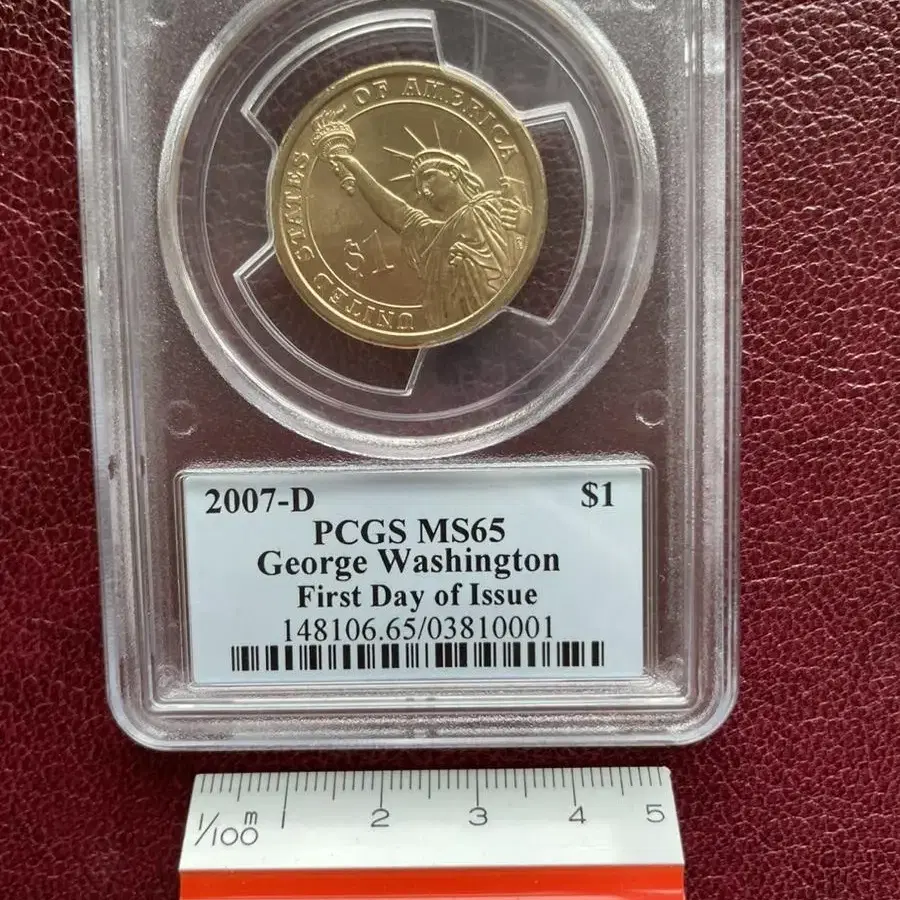 UNITED STATES OF AMERICA
$1
2007-D $1
PCGS MS65
George Washington
First Day of Issue
148106.65/03810001
1/100 m 1 2 3 4 5